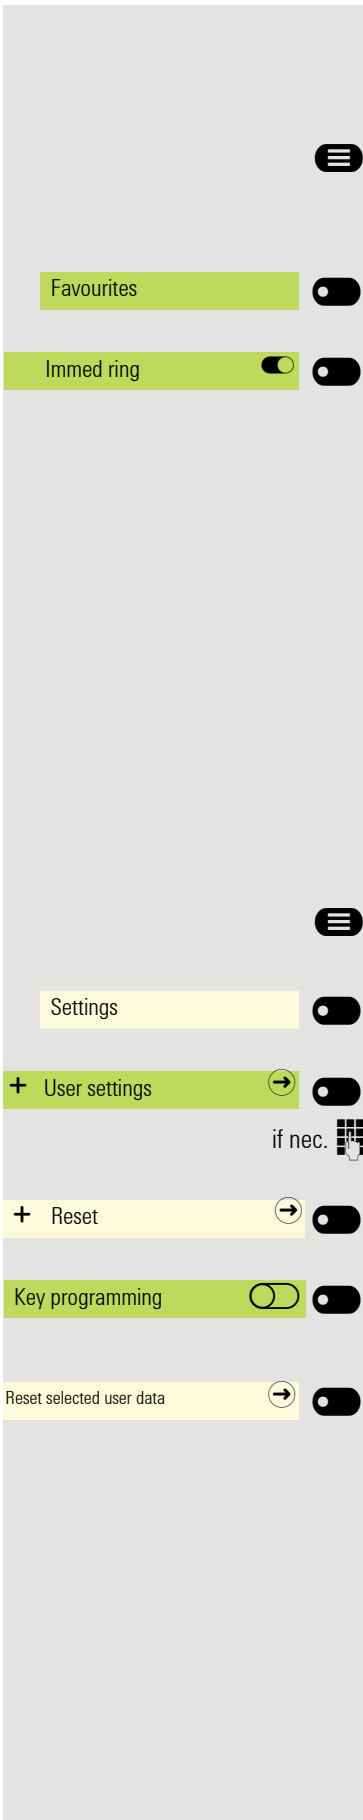 Favourites
Immed ring
Settings
+ User settings
if nec.
+ Reset
Key programming
Reset selected user data